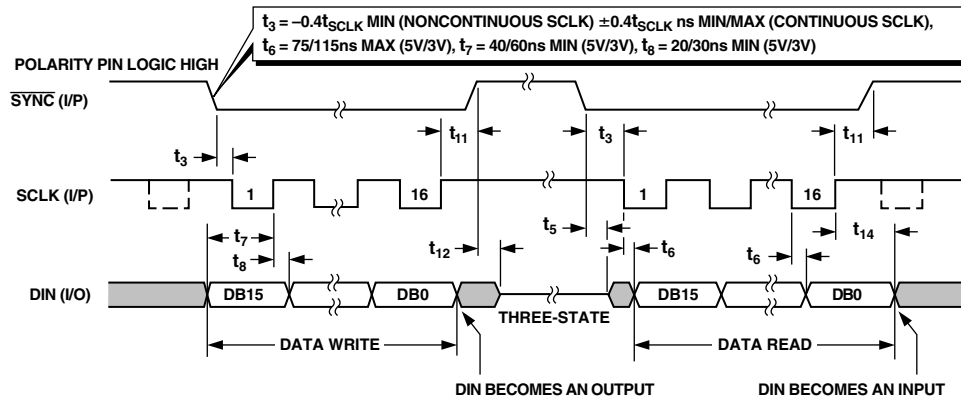 t3 = –0.4tSCLK MIN (NONCONTINUOUS SCLK) ±0.4tSCLK ns MIN/MAX (CONTINUOUS SCLK),
t6 = 75/115ns MAX (5V/3V), t7 = 40/60ns MIN (5V/3V), t8 = 20/30ns MIN (5V/3V)
POLARITY PIN LOGIC HIGH
SYNC (I/P)
t3
t11
t3
t11
SCLK (I/P)
1
16
1
16
t7
t8
t12
t5
t6
t6
t14
DIN (I/O)
DB15
DB0
THREE-STATE
DB15
DB0
DATA WRITE
DATA READ
DIN BECOMES AN OUTPUT
DIN BECOMES AN INPUT